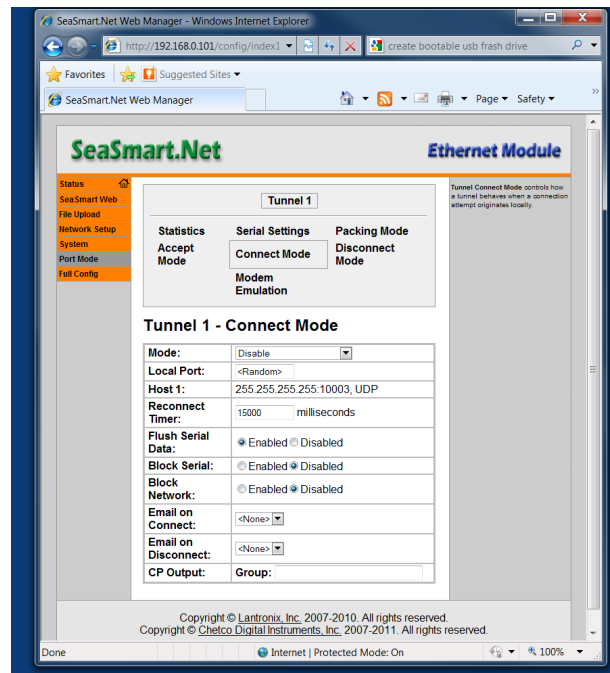 SeaSmart.Net Web Manager - Windows Internet Explorer
http://192.168.0.101/config/index1
create bootable usb frash drive
Favorites
Suggested Sites
SeaSmart.Net Web Manager
Page
Safety
SeaSmart.Net
Ethernet Module
Status
SeaSmart Web
File Upload
Network Setup
System
Port Mode
Full Config
Tunnel 1
Statistics
Serial Settings
Packing Mode
Accept Mode
Connect Mode
Disconnect Mode
Modem Emulation
Tunnel Connect Mode controls how
a tunnel behaves when a connection
attempt originates locally.
Tunnel 1 - Connect Mode
Mode: Disable
Local Port: <Random>
Host 1: 255.255.255.255:10003, UDP
Reconnect Timer: 15000 milliseconds
Flush Serial Data: Enabled Disabled
Block Serial: Enabled Disabled
Block Network: Enabled Disabled
Email on Connect: <None>
Email on Disconnect: <None>
CP Output: Group:
Copyright © Lantronix, Inc. 2007-2010. All rights reserved.
Copyright © Chetco Digital Instruments, Inc. 2007-2011. All rights reserved.
Done
Internet | Protected Mode: On
100%